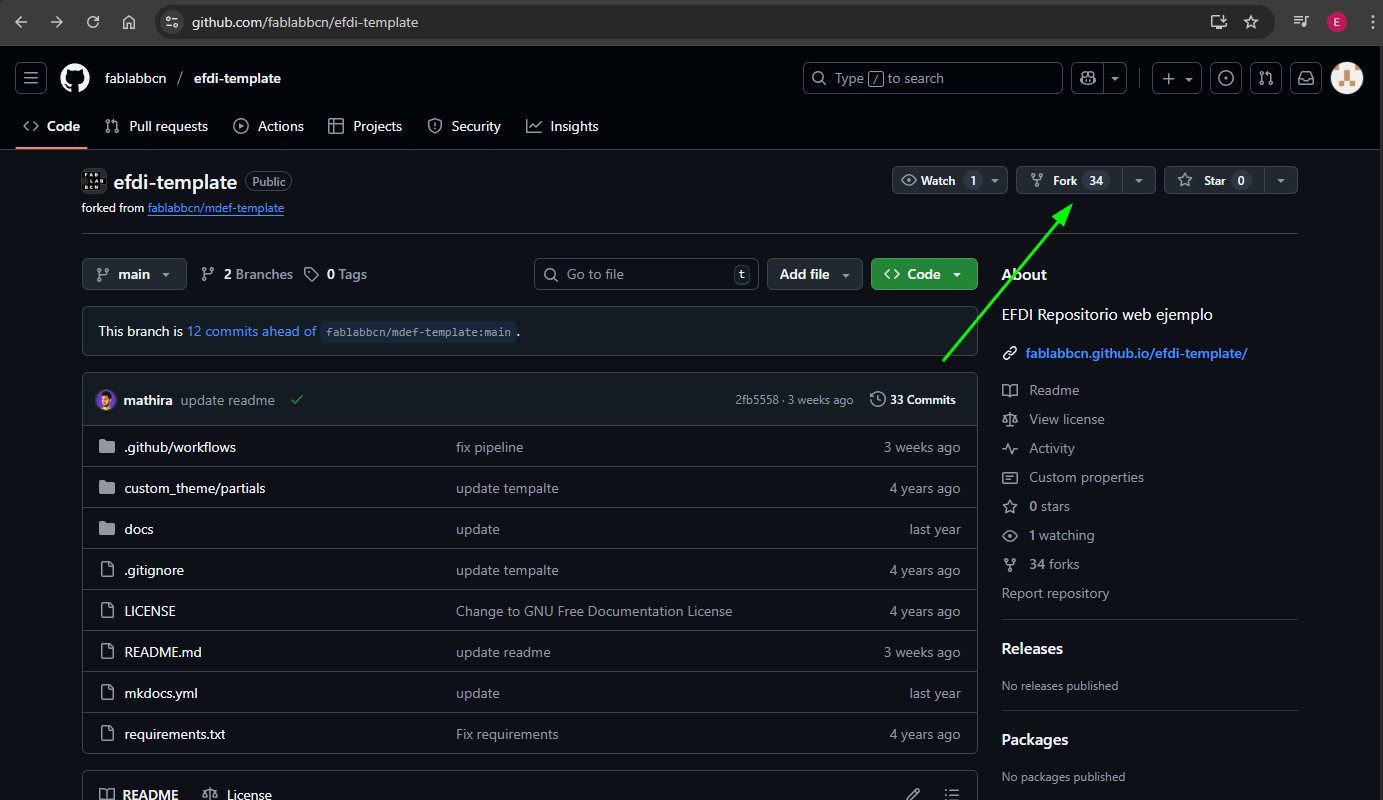 github.com/fablabbcn/efdi-template
E
fablabbcn / efdi-template
Type / to search
Code Pull requests Actions Projects Security Insights
FAB LAB BCN
efdi-template Public
Watch 1 Fork 34 Star 0
forked from fablabbcn/mdef-template
main 2 Branches 0 Tags Go to file t Add file Code
About
This branch is 12 commits ahead of fablabbcn/mdef-template:main .
EFDI Repositorio web ejemplo
fablabbcn.github.io/efdi-template/
mathira update readme 2fb5558 · 3 weeks ago 33 Commits
.github/workflows fix pipeline 3 weeks ago
custom_theme/partials update tempalte 4 years ago
docs update last year
.gitignore update tempalte 4 years ago
LICENSE Change to GNU Free Documentation License 4 years ago
README.md update readme 3 weeks ago
mkdocs.yml update last year
requirements.txt Fix requirements 4 years ago
README License
Readme
View license
Activity
Custom properties
0 stars
1 watching
34 forks
Report repository
Releases
No releases published
Packages
No packages published